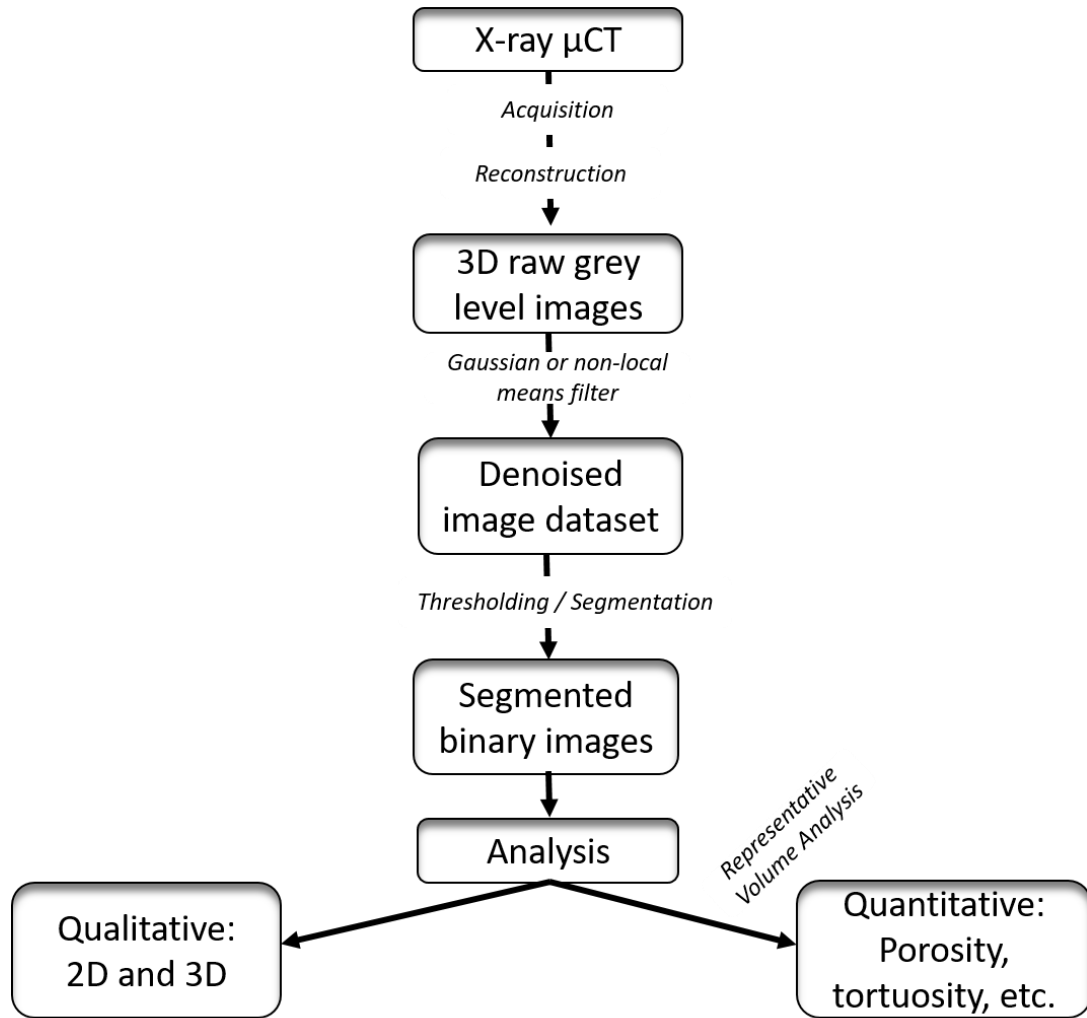 X-ray µCT
Acquisition
Reconstruction
3D raw grey
level images
Gaussian or non-local
means filter
Denoised
image dataset
Thresholding / Segmentation
Segmented
binary images
Analysis
Representative
Volume Analysis
Qualitative:
2D and 3D
Quantitative:
Porosity,
tortuosity, etc.